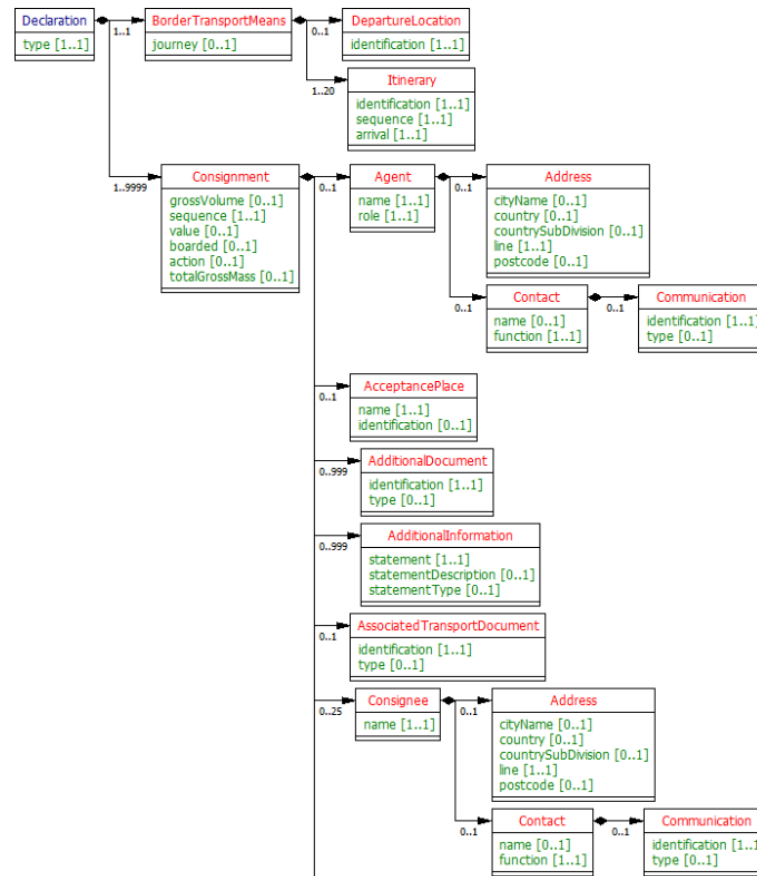 Declaration
type [1..1]
1..1
BorderTransportMeans
journey [0..1]
0..1
DepartureLocation
identification [1..1]
1..20
Itinerary
identification [1..1]
sequence [1..1]
arrival [1..1]
1..9999
Consignment
grossVolume [0..1]
sequence [1..1]
value [0..1]
boarded [0..1]
action [0..1]
totalGrossMass [0..1]
0..1
Agent
name [1..1]
role [1..1]
0..1
Address
cityName [0..1]
country [0..1]
countrySubDivision [0..1]
line [1..1]
postcode [0..1]
0..1
Contact
name [0..1]
function [1..1]
0..1
Communication
identification [1..1]
type [0..1]
0..1
AcceptancePlace
name [1..1]
identification [0..1]
0..999
AdditionalDocument
identification [1..1]
type [0..1]
0..999
AdditionalInformation
statement [1..1]
statementDescription [0..1]
statementType [0..1]
0..1
AssociatedTransportDocument
identification [1..1]
type [0..1]
0..25
Consignee
name [1..1]
0..1
Address
cityName [0..1]
country [0..1]
countrySubDivision [0..1]
line [1..1]
postcode [0..1]
0..1
Contact
name [0..1]
function [1..1]
0..1
Communication
identification [1..1]
type [0..1]